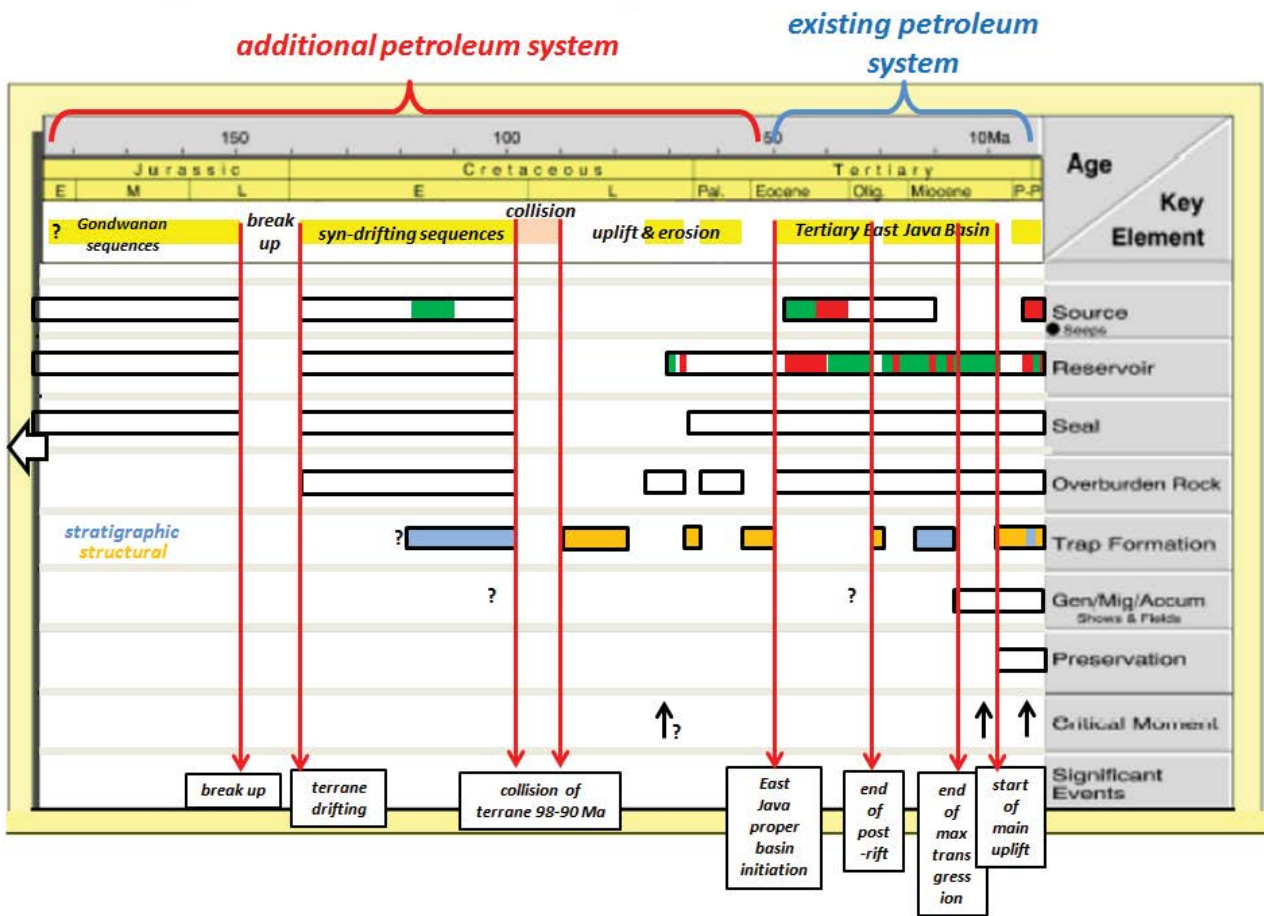 additional petroleum system
existing petroleum
system
150
100
50
10Ma
Age
Key
Element
Jurassic
Cretaceous
Tertiary
E
M
L
E
L
Pal.
Eocene
Olig.
Miocene
P-P
? Gondwanan
sequences
break
up
syn-drifting sequences
collision
uplift & erosion
Tertiary East Java Basin
Source
Seeps
Reservoir
Seal
Overburden Rock
stratigraphic
structural
?
Trap Formation
?
?
Gen/Mig/Accum
Shows & Fields
Preservation
?
Critical Moment
Significant
Events
break up
terrane
drifting
collision of
terrane 98-90 Ma
East
Java
proper
basin
initiation
end
of
post
-rift
end
of
max
trans
gress
ion
start
of
main
uplift